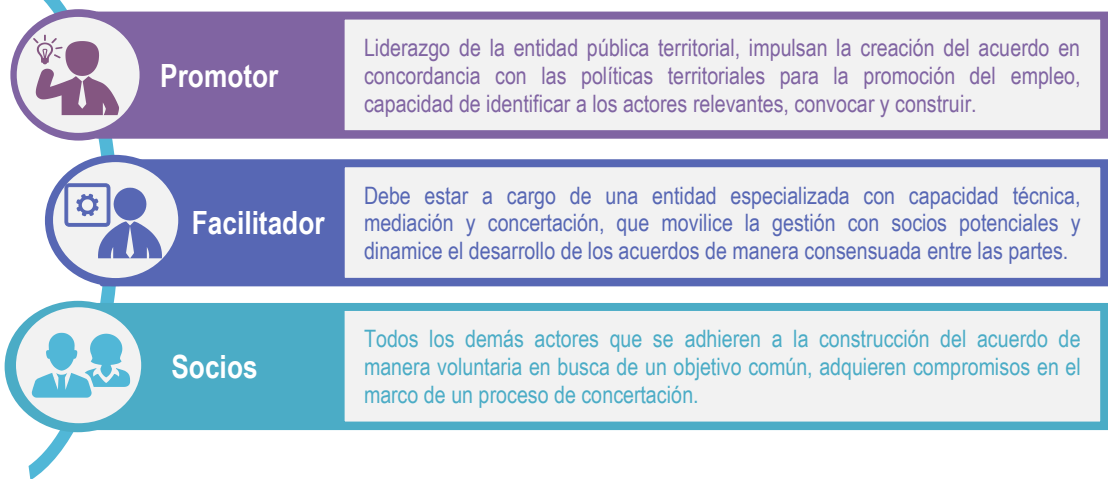 Promotor
Liderazgo de la entidad pública territorial, impulsan la creación del acuerdo en
concordancia con las políticas territoriales para la promoción del empleo,
capacidad de identificar a los actores relevantes, convocar y construir.
Facilitador
Debe estar a cargo de una entidad especializada con capacidad técnica,
mediación y concertación, que movilice la gestión con socios potenciales y
dinamice el desarrollo de los acuerdos de manera consensuada entre las partes.
Socios
Todos los demás actores que se adhieren a la construcción del acuerdo de
manera voluntaria en busca de un objetivo común, adquieren compromisos en el
marco de un proceso de concertación.